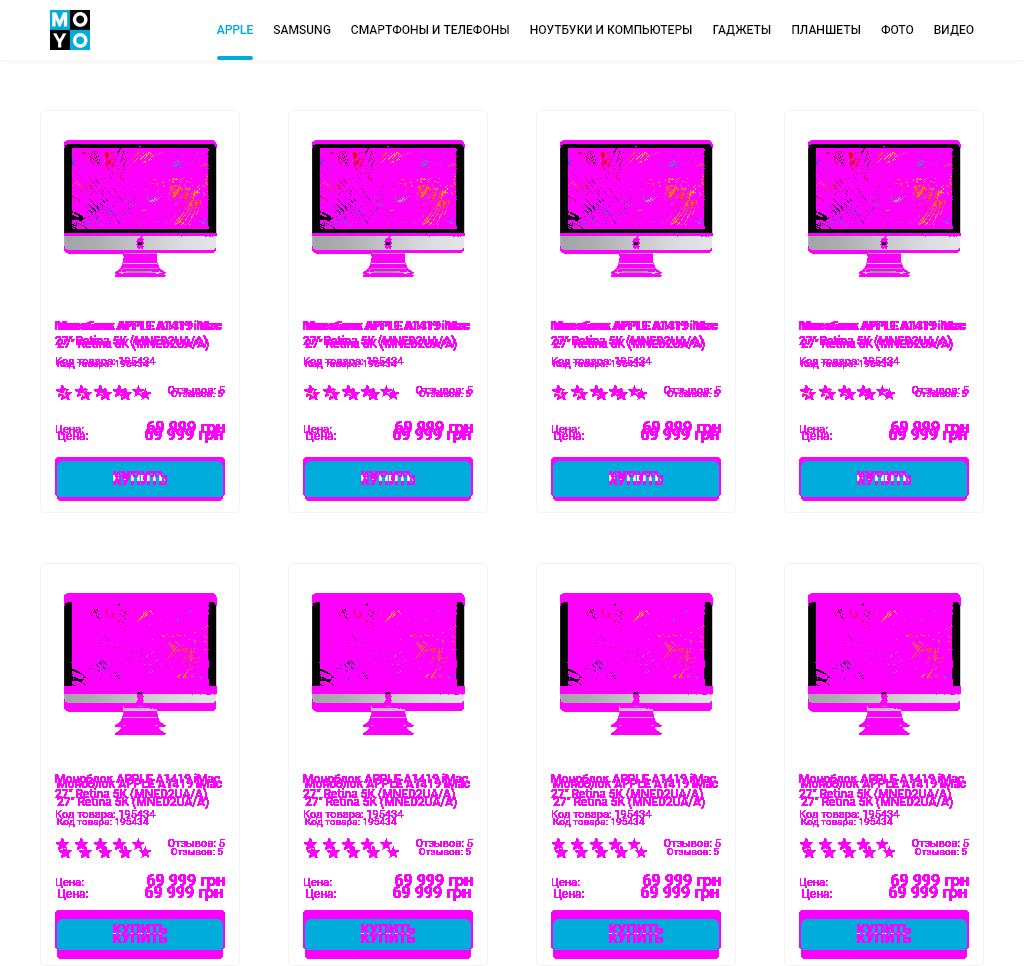 MOYO
APPLE SAMSUNG СМАРТФОНЫ И ТЕЛЕФОНЫ НОУТБУКИ И КОМПЬЮТЕРЫ ГАДЖЕТЫ ПЛАНШЕТЫ ФОТО ВИДЕО
Моноблок APPLE A1419 iMac Моноблок APPLE A1419 iMac Моноблок APPLE A1419 iMac Моноблок APPLE A1419 iMac
27" Retina 5K (MNED2UA/A) 27" Retina 5K (MNED2UA/A) 27" Retina 5K (MNED2UA/A) 27" Retina 5K (MNED2UA/A)
Код товара: 195434 Код товара: 195434 Код товара: 195434 Код товара: 195434
Отзывов: 5 Отзывов: 5 Отзывов: 5 Отзывов: 5
Цена: 69 999 грн Цена: 69 999 грн Цена: 69 999 грн Цена: 69 999 грн
КУПИТЬ КУПИТЬ КУПИТЬ КУПИТЬ
Моноблок APPLE A1419 iMac Моноблок APPLE A1419 iMac Моноблок APPLE A1419 iMac Моноблок APPLE A1419 iMac
27" Retina 5K (MNED2UA/A) 27" Retina 5K (MNED2UA/A) 27" Retina 5K (MNED2UA/A) 27" Retina 5K (MNED2UA/A)
Код товара: 195434 Код товара: 195434 Код товара: 195434 Код товара: 195434
Отзывов: 5 Отзывов: 5 Отзывов: 5 Отзывов: 5
Цена: 69 999 грн Цена: 69 999 грн Цена: 69 999 грн Цена: 69 999 грн
КУПИТЬ КУПИТЬ КУПИТЬ КУПИТЬ